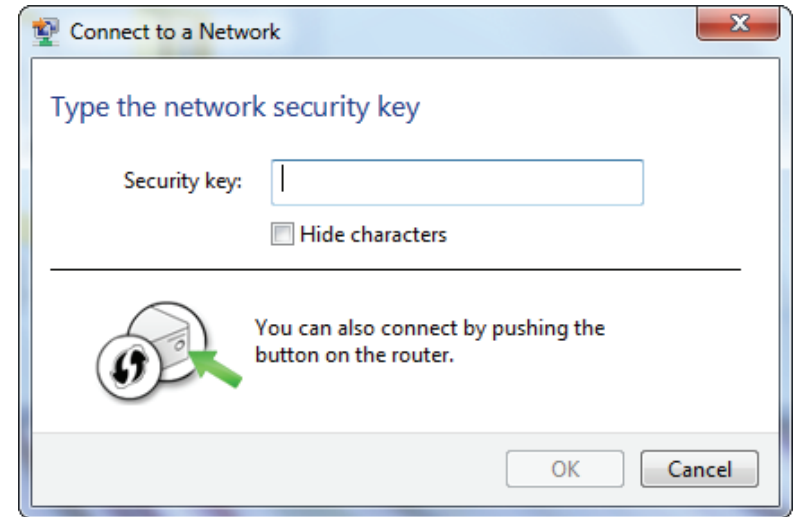 Connect to a Network
Type the network security key
Security key:
Hide characters
You can also connect by pushing the
button on the router.
OK
Cancel